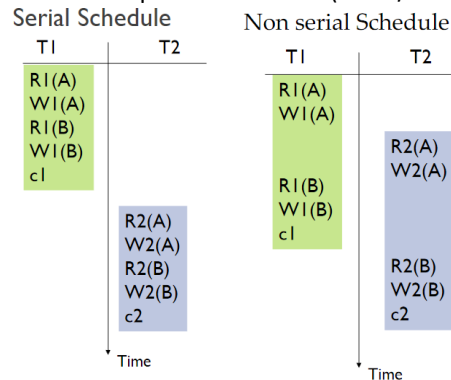 Serial Schedule
T1 T2
R1(A)
W1(A)
R1(B)
W1(B)
c1
R2(A)
W2(A)
R2(B)
W2(B)
c2
Time
Non serial Schedule
T1 T2
R1(A)
W1(A)
R2(A)
W2(A)
R1(B)
W1(B)
c1
R2(B)
W2(B)
c2
Time